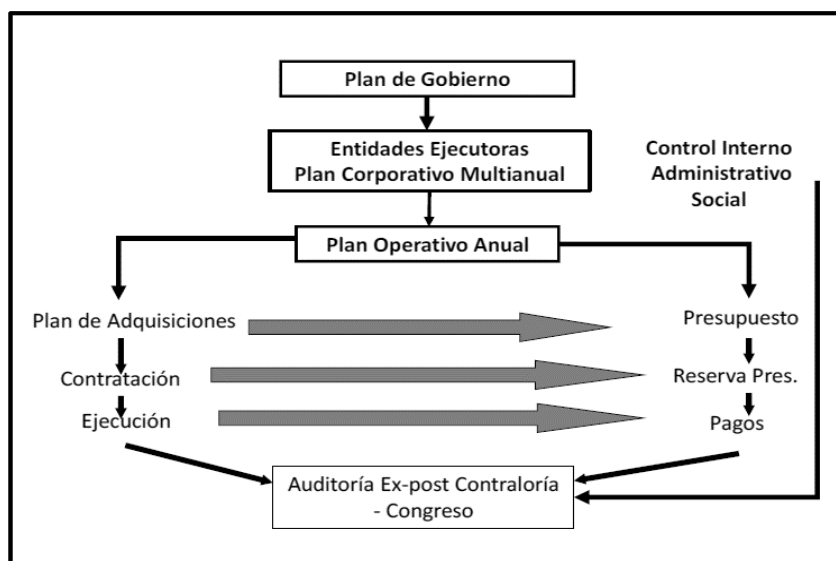 Plan de Gobierno
Entidades Ejecutoras
Plan Corporativo Multianual
Control Interno
Administrativo
Social
Plan Operativo Anual
Plan de Adquisiciones
Presupuesto
Contratación
Reserva Pres.
Ejecución
Pagos
Auditoría Ex-post Contraloría
- Congreso